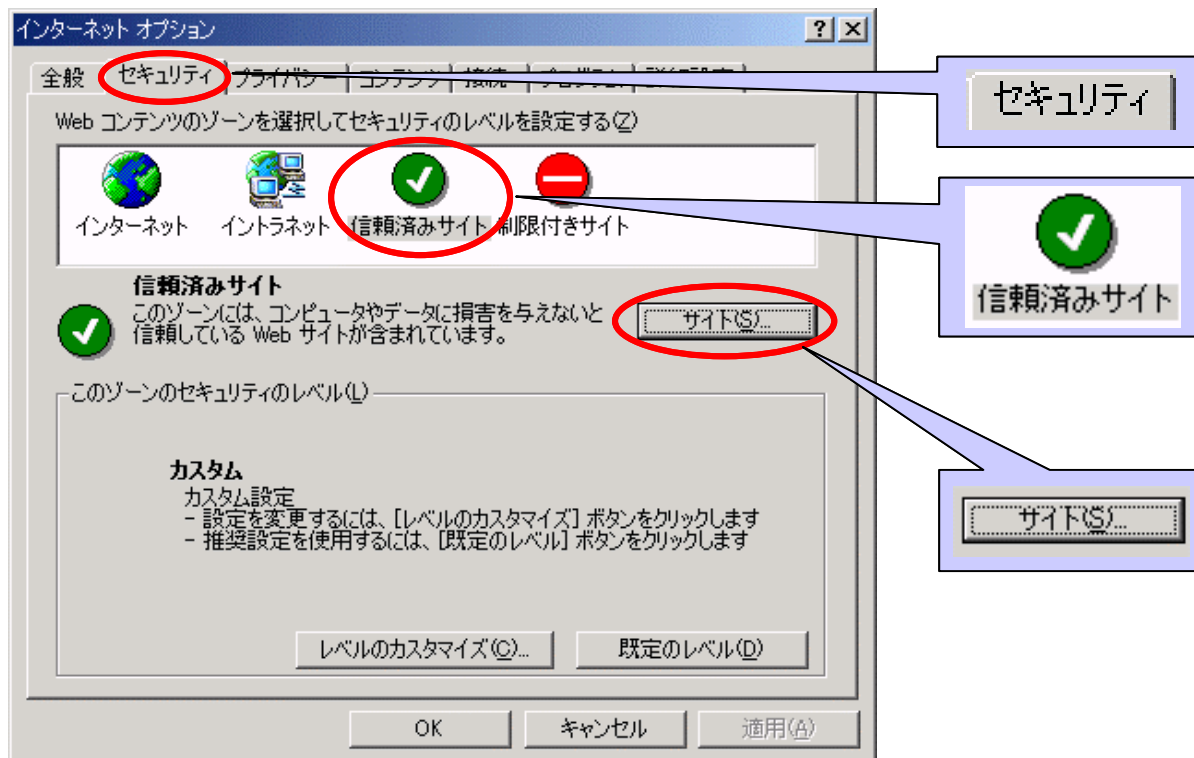 インターネット オプション
全般 セキュリティ プライバシー コンテンツ 接続
Web コンテンツのゾーンを選択してセキュリティのレベルを設定する(Z)
インターネット イントラネット 信頼済みサイト 制限付きサイト
信頼済みサイト
このゾーンには、コンピュータやデータに損害を与えないと
信頼している Web サイトが含まれています。
サイト(S)...
このゾーンのセキュリティのレベル(L)
カスタム
カスタム設定
- 設定を変更するには、[レベルのカスタマイズ] ボタンをクリックします
- 推奨設定を使用するには、[既定のレベル] ボタンをクリックします
レベルのカスタマイズ(C)...
既定のレベル(D)
OK キャンセル 適用(A)
セキュリティ
信頼済みサイト
サイト(S)...